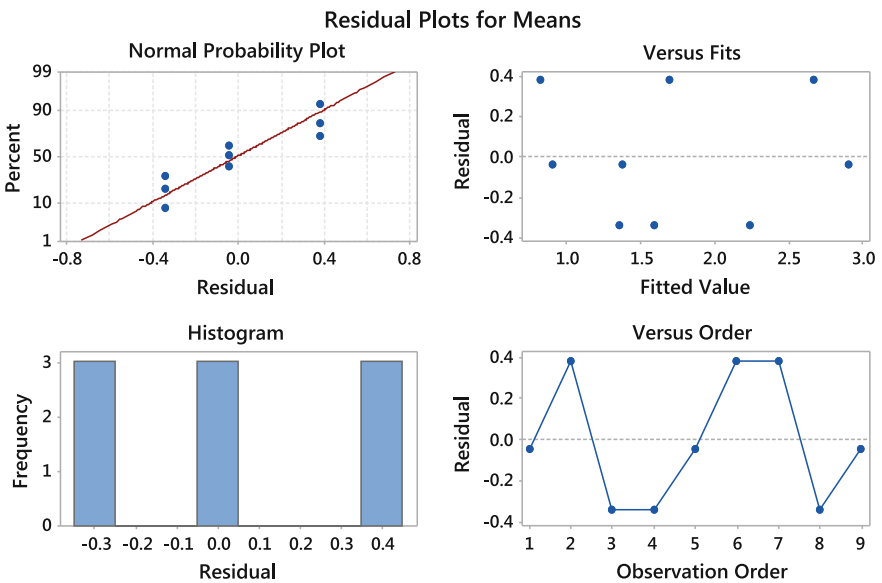 Residual Plots for Means
Normal Probability Plot
99
90
50
10
1
Percent
-0.8 -0.4 0.0 0.4 0.8
Residual
Versus Fits
0.4
0.2
0.0
-0.2
-0.4
Residual
1.0 1.5 2.0 2.5 3.0
Fitted Value
Histogram
3
2
1
0
Frequency
-0.3 -0.2 -0.1 0.0 0.1 0.2 0.3 0.4
Residual
Versus Order
0.4
0.2
0.0
-0.2
-0.4
Residual
1 2 3 4 5 6 7 8 9
Observation Order